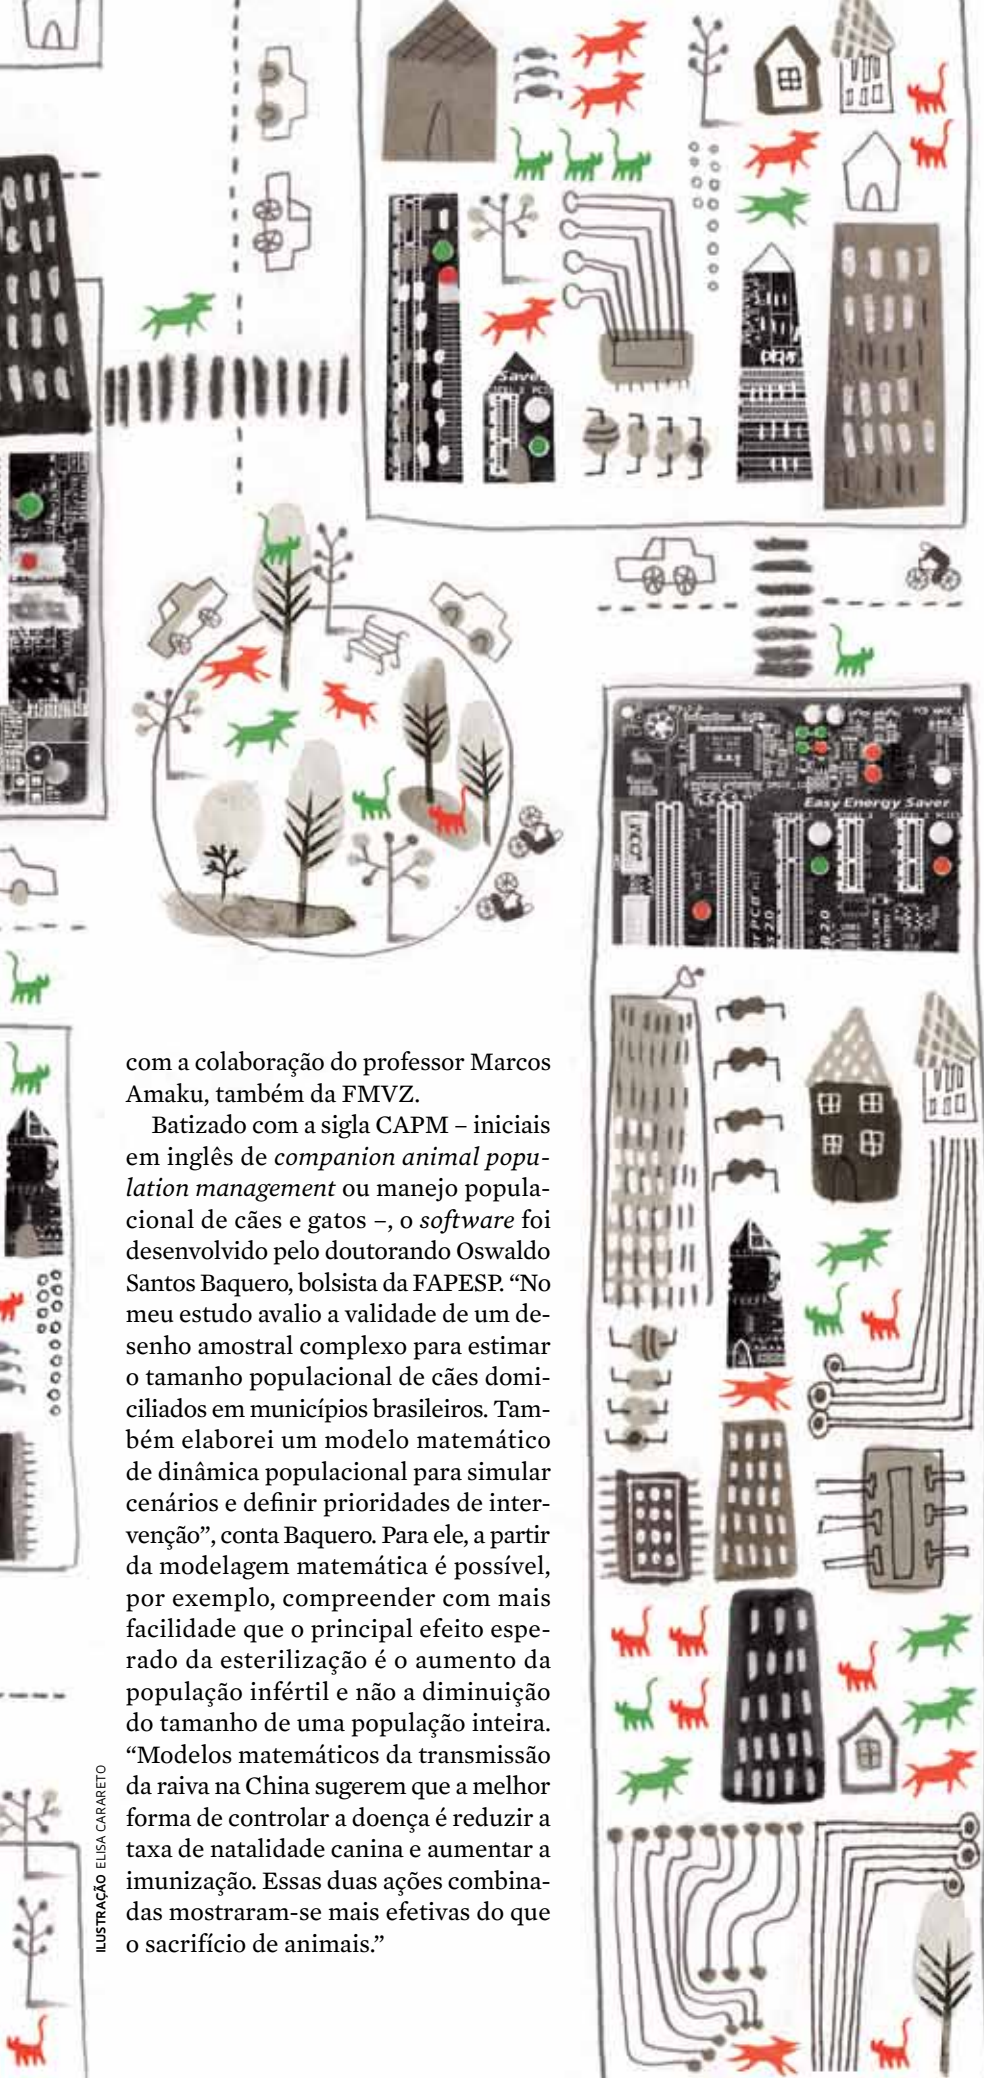 Saver
Easy Energy Saver
com a colaboração do professor Marcos
Amaku, também da FMVZ.
Batizado com a sigla CAPM – iniciais
em inglês de companion animal popu-
lation management ou manejo popula-
cional de cães e gatos –, o software foi
desenvolvido pelo doutorando Oswaldo
Santos Baquero, bolsista da FAPESP. “No
meu estudo avalio a validade de um de-
senho amostral complexo para estimar
o tamanho populacional de cães domi-
ciliados em municípios brasileiros. Tam-
bém elaborei um modelo matemático
de dinâmica populacional para simular
cenários e definir prioridades de inter-
venção”, conta Baquero. Para ele, a partir
da modelagem matemática é possível,
por exemplo, compreender com mais
facilidade que o principal efeito espe-
rado da esterilização é o aumento da
população infértil e não a diminuição
do tamanho de uma população inteira.
“Modelos matemáticos da transmissão
da raiva na China sugerem que a melhor
forma de controlar a doença é reduzir a
taxa de natalidade canina e aumentar a
imunização. Essas duas ações combina-
das mostraram-se mais efetivas do que
o sacrifício de animais.”
ILUSTRAÇÃO ELISA CARARETO